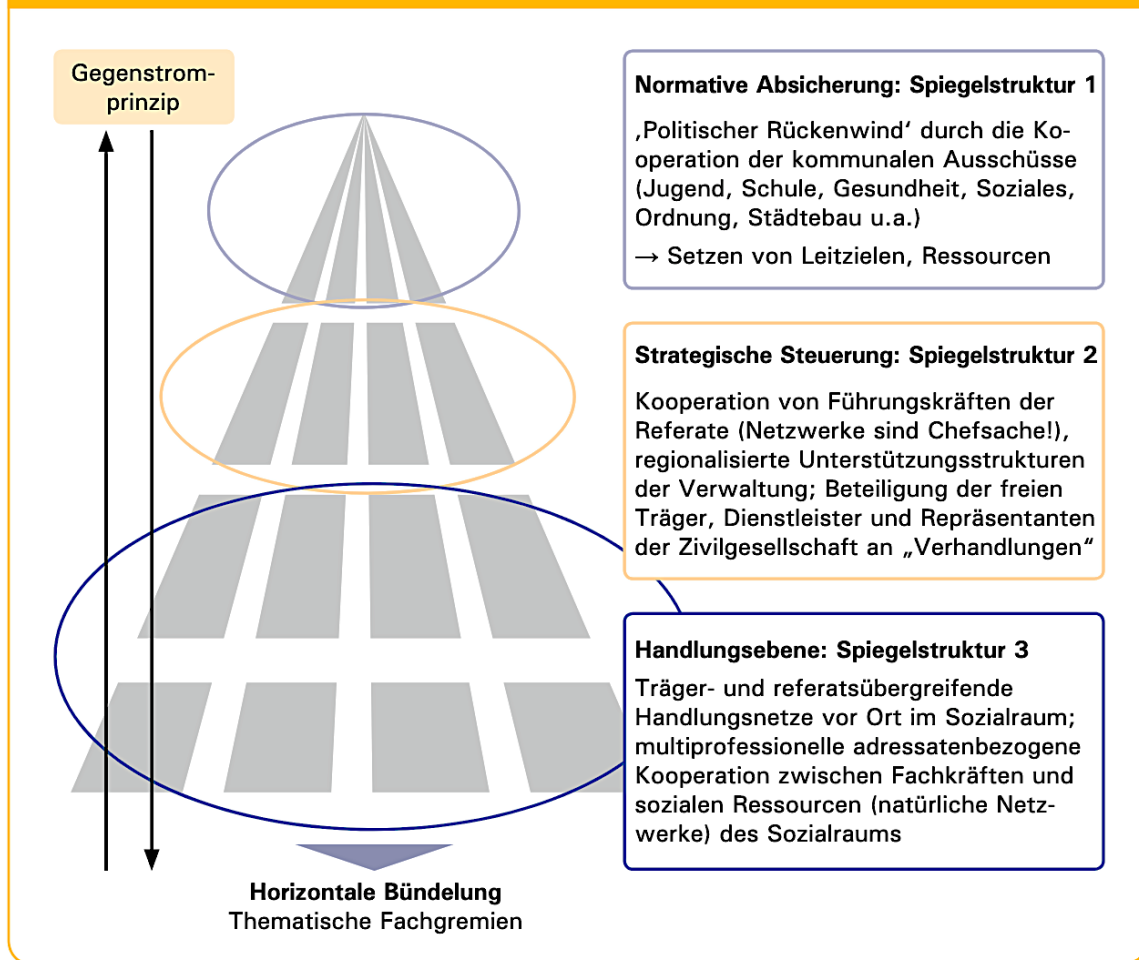 Gegenstrom-
prinzip
Normative Absicherung: Spiegelstruktur 1
‚Politischer Rückenwind‘ durch die Ko-
operation der kommunalen Ausschüsse
(Jugend, Schule, Gesundheit, Soziales,
Ordnung, Städtebau u.a.)
→ Setzen von Leitzielen, Ressourcen
Strategische Steuerung: Spiegelstruktur 2
Kooperation von Führungskräften der
Referate (Netzwerke sind Chefsache!),
regionalisierte Unterstützungsstrukturen
der Verwaltung; Beteiligung der freien
Träger, Dienstleister und Repräsentanten
der Zivilgesellschaft an „Verhandlungen“
Handlungsebene: Spiegelstruktur 3
Träger- und referatsübergreifende
Handlungsnetze vor Ort im Sozialraum;
multiprofessionelle adressatenbezogene
Kooperation zwischen Fachkräften und
sozialen Ressourcen (natürliche Netz-
werke) des Sozialraums
Horizontale Bündelung
Thematische Fachgremien